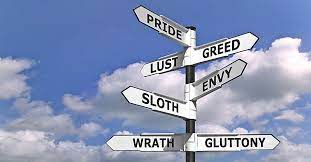 PRIDE
GREED
LUST
ENVY
SLOTH
WRATH
GLUTTONY